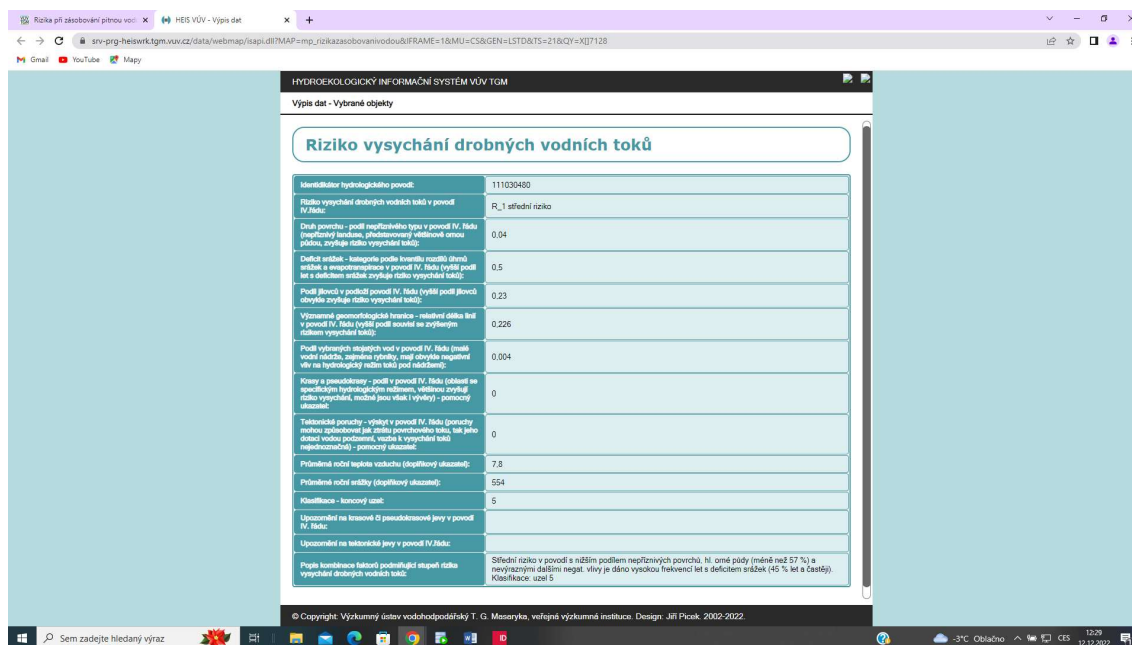 Rizika při zásobování pitnou vod
HEIS VÚV - Výpis dat
srv-prg-heiswrk.tgm.vuv.cz/data/webmap/isapi.dll?MAP=mp_rizikazasobovanivodou&IFRAME=1&MU=CS&GEN=LSTD&TS=21&QY=X[]7128
Gmail YouTube Mapy
HYDROEKOLOGICKÝ INFORMAČNÍ SYSTÉM VÚV TGM
Výpis dat - Vybrané objekty
Riziko vysychání drobných vodních toků
Identidikátor hydrologického povodí: 111030480
Riziko vysychání drobných vodních toků v povodí
IV.řádu: R_1 střední riziko
Druh povrchu - podíl nepříznivého typu v povodí IV. řádu
(nepříznivý landuse, představovaný většinově ornou
půdou, zvyšuje riziko vysychání toků): 0.04
Deficit srážek - kategorie podle kvantilu rozdílů úhrnů
srážek a evapotranspirace v povodí IV. řádu (vyšší podíl
let s deficitem srážek zvyšuje riziko vysychání toků): 0,5
Podíl jílovců v podloží povodí IV. řádu (vyšší podíl jílovců
obvykle zvyšuje riziko vysychání toků): 0,23
Významné geomorfologické hranice - relativní délka linií
v povodí IV. řádu (vyšší podíl souvisí se zvýšeným
rizikem vysychání toků): 0,226
Podíl vybraných stojatých vod v povodí IV. řádu (malé
vodní nádrže, zejména rybníky, mají obvykle negativní
vliv na hydrologický režim toků pod nádržemi): 0,004
Krasy a pseudokrasy - podíl v povodí IV. řádu (oblasti se
specifickým hydrologickým režimem, většinou zvyšují
riziko vysychání, možné jsou však i vývěry) - pomocný
ukazatel: 0
Tektonické poruchy - výskyt v povodí IV. řádu (poruchy
mohou způsobovat jak ztrátu povrchového toku, tak jeho
dotaci vodou podzemní, vazba k vysychání toků
nejednoznačná) - pomocný ukazatel: 0
Průměrná roční teplota vzduchu (doplňkový ukazatel): 7,8
Průměrné roční srážky (doplňkový ukazatel): 554
Klasifikace - koncový uzel: 5
Upozornění na krasové či pseudokrasové jevy v povodí
IV. řádu:
Upozornění na tektonické jevy v povodí IV.řádu:
Popis kombinace faktorů podmiňující stupeň rizika
vysychání drobných vodních toků:
Střední riziko v povodí s nižším podílem nepříznivých povrchů, hl. orné půdy (méně než 57 %) a
nevýraznými dalšími negat. vlivy je dáno vysokou frekvencí let s deficitem srážek (45 % let a častěji).
Klasifikace: uzel 5
© Copyright: Výzkumný ústav vodohodpodářský T. G. Masaryka, veřejná výzkumná instituce. Design: Jiří Picek. 2002-2022.
Sem zadejte hledaný výraz
-3°C Oblačno CES 12:29
12.12.2022